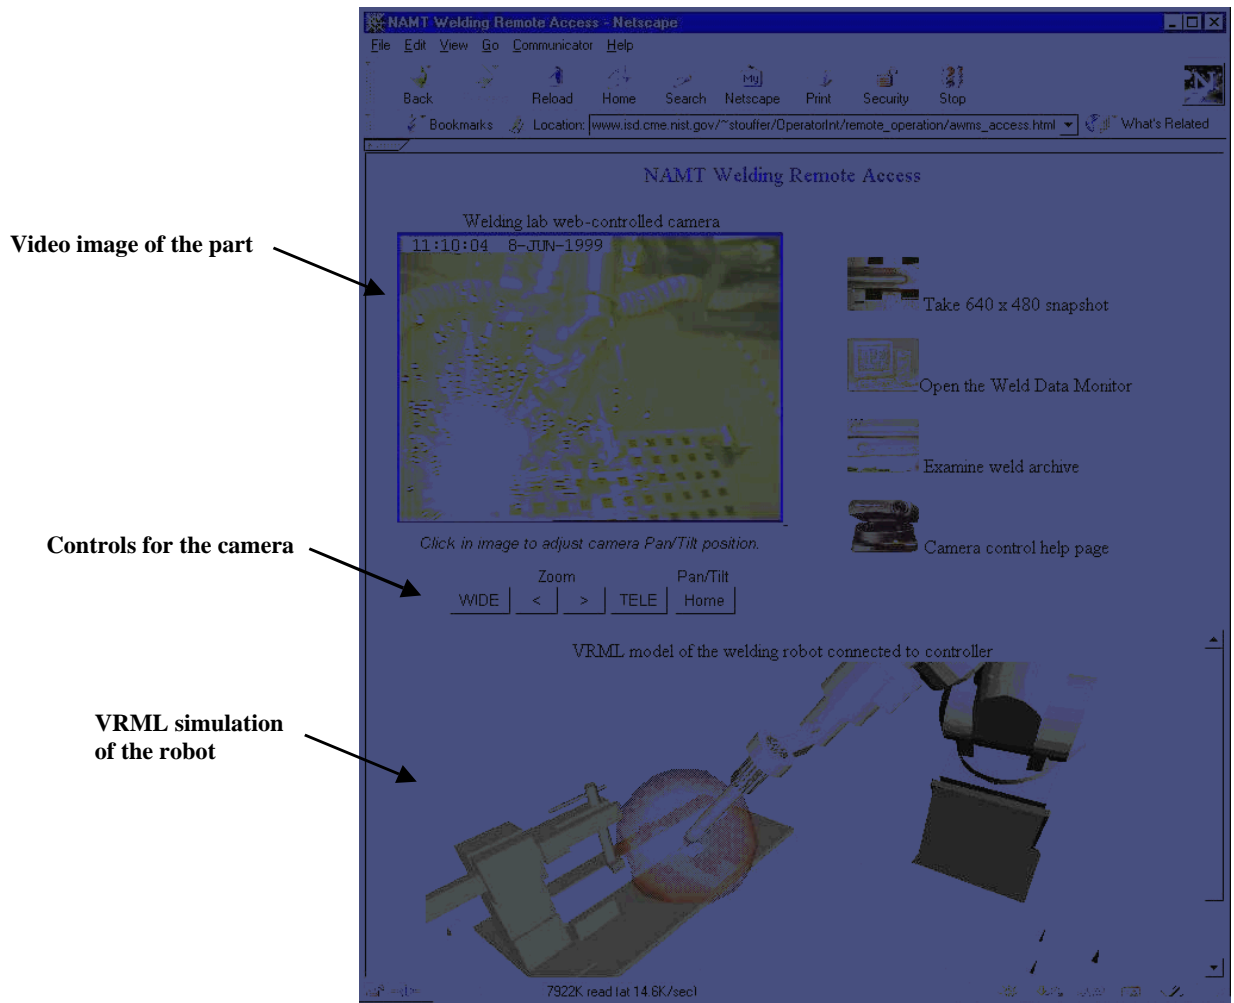 NAMT Welding Remote Access - Netscape
File Edit View Go Communicator Help
Back Reload Home Search Netscape Print Security Stop
My
N
Bookmarks Location: www.isd.cme.nist.gov/~stouffer/OperatorInt/remote_operation/awms_access.html What's Related
NAMT Welding Remote Access
Welding lab web-controlled camera
Video image of the part
11:10:04 8-JUN-1999
Take 640 x 480 snapshot
Open the Weld Data Monitor
Examine weld archive
Camera control help page
Click in image to adjust camera Pan/Tilt position.
Controls for the camera
Zoom Pan/Tilt
WIDE < > TELE Home
VRML model of the welding robot connected to controller
VRML simulation
of the robot
7922K read (at 14.6K/sec)